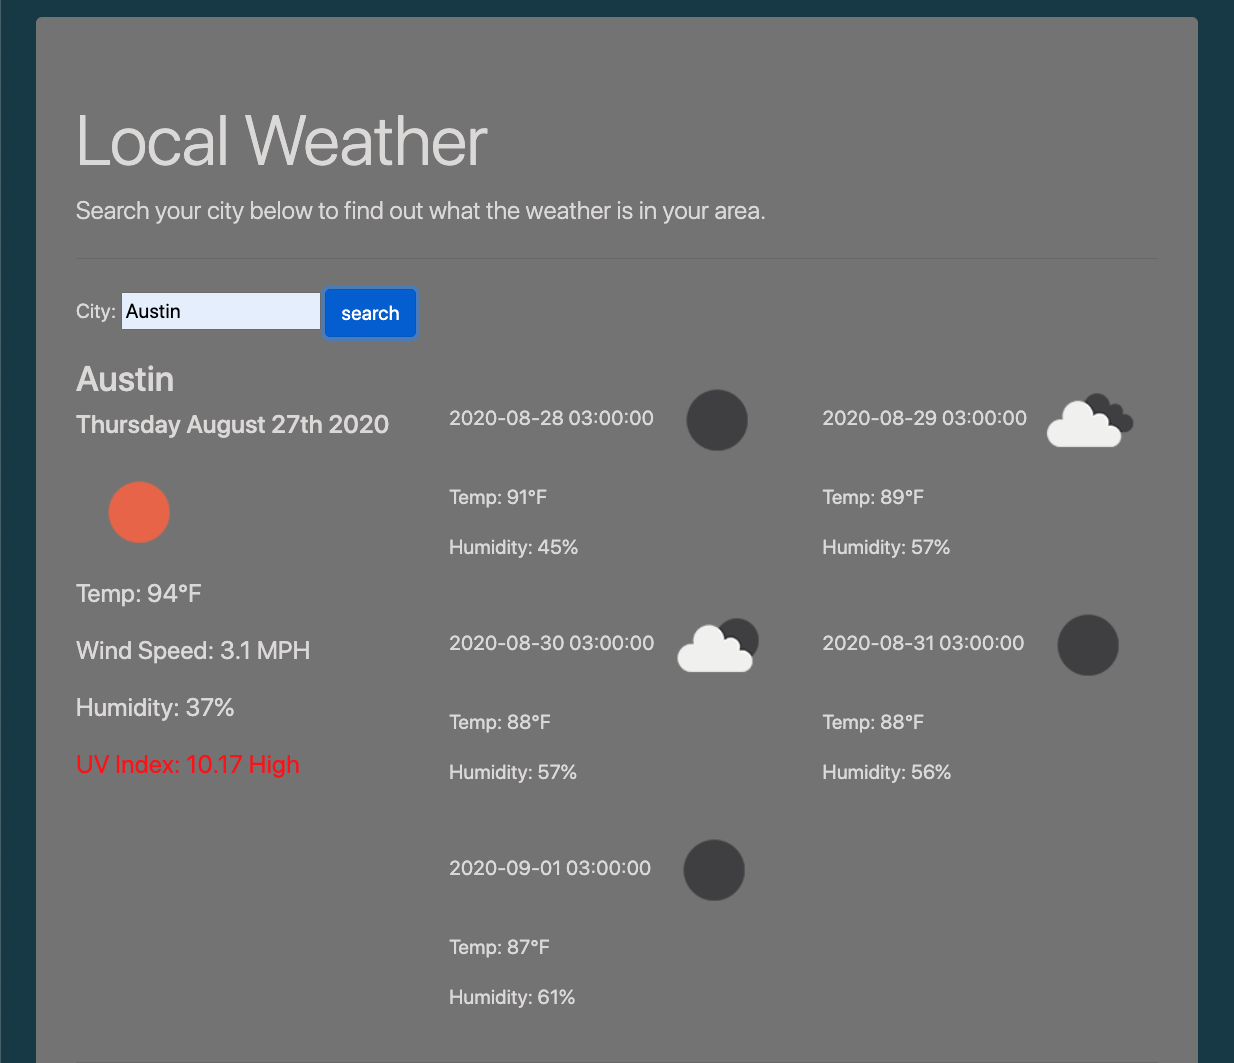 Local Weather
Search your city below to find out what the weather is in your area.
City: Austin search
Austin
Thursday August 27th 2020
Temp: 94°F
Wind Speed: 3.1 MPH
Humidity: 37%
UV Index: 10.17 High
2020-08-28 03:00:00
Temp: 91°F
Humidity: 45%
2020-08-29 03:00:00
Temp: 89°F
Humidity: 57%
2020-08-30 03:00:00
Temp: 88°F
Humidity: 57%
2020-08-31 03:00:00
Temp: 88°F
Humidity: 56%
2020-09-01 03:00:00
Temp: 87°F
Humidity: 61%